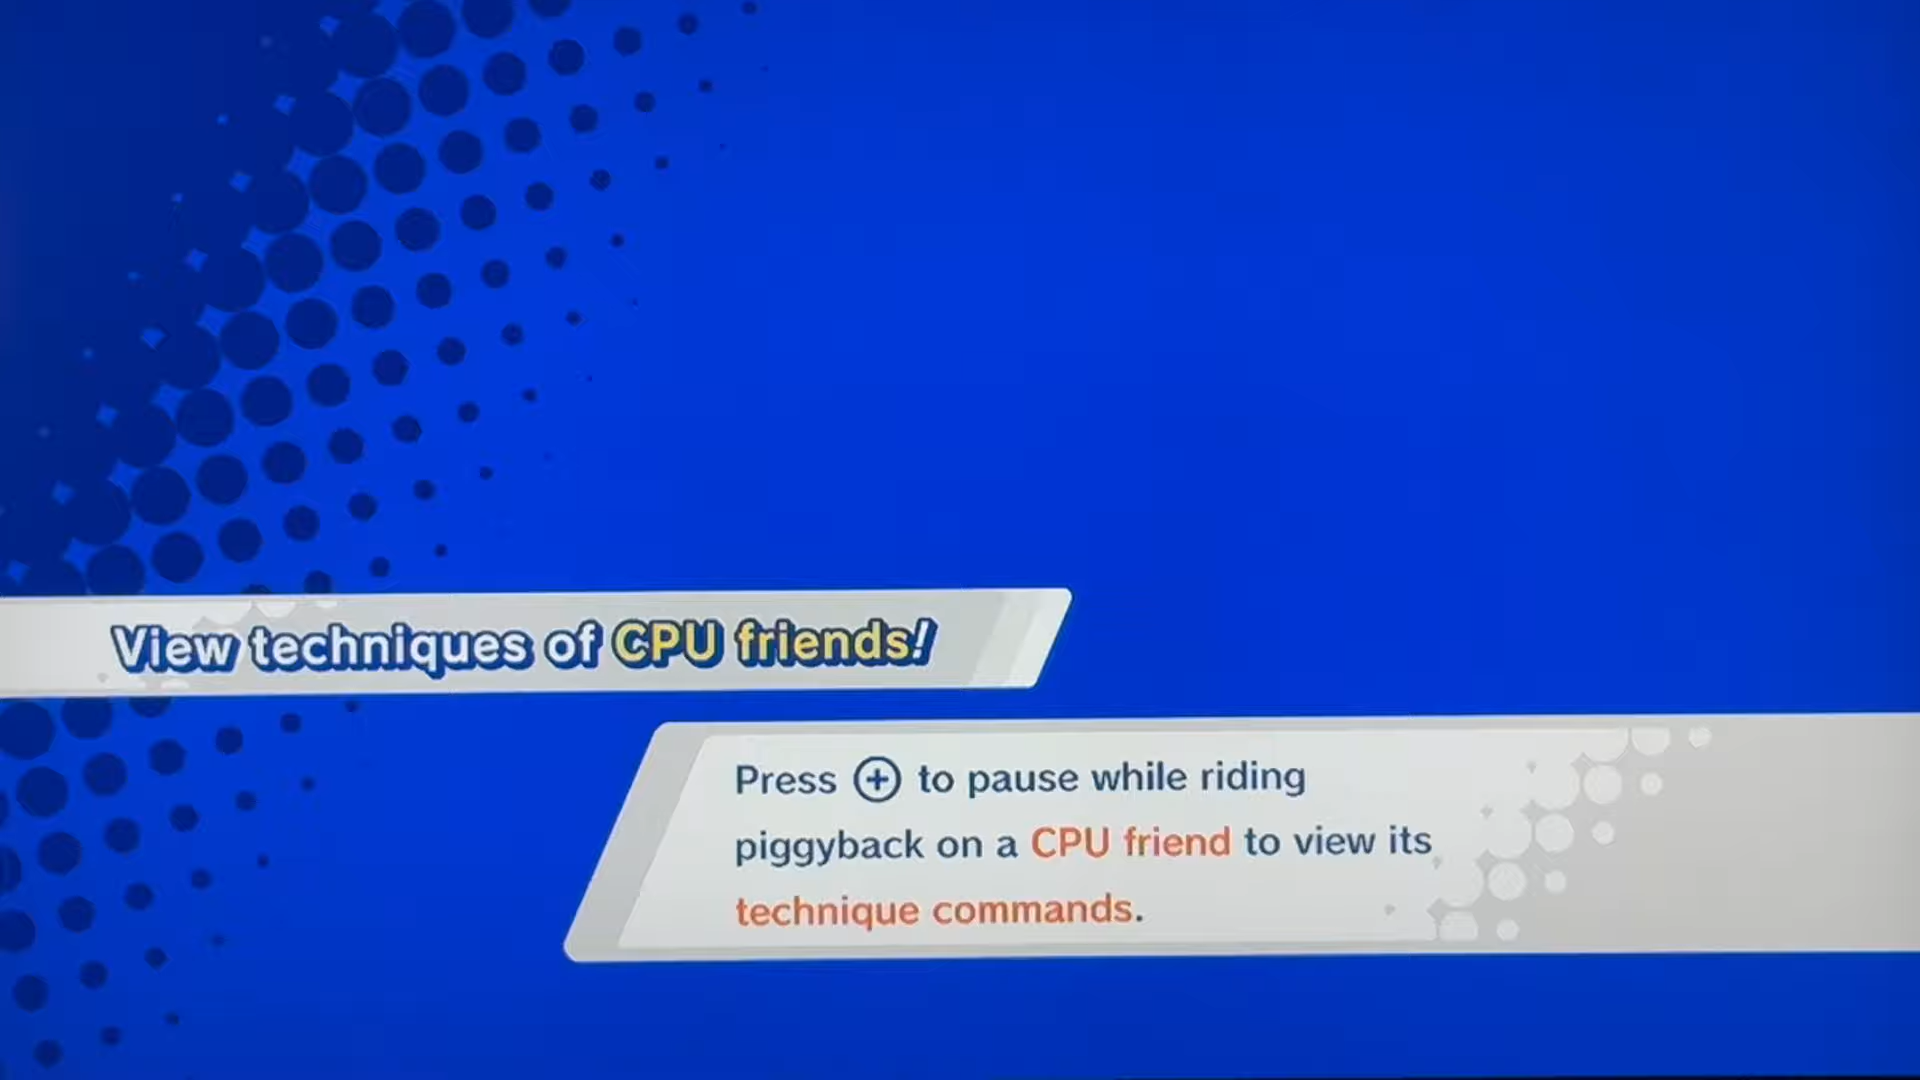 View techniques of CPU friends!
Press ⊕ to pause while riding
piggyback on a CPU friend to view its
technique commands.